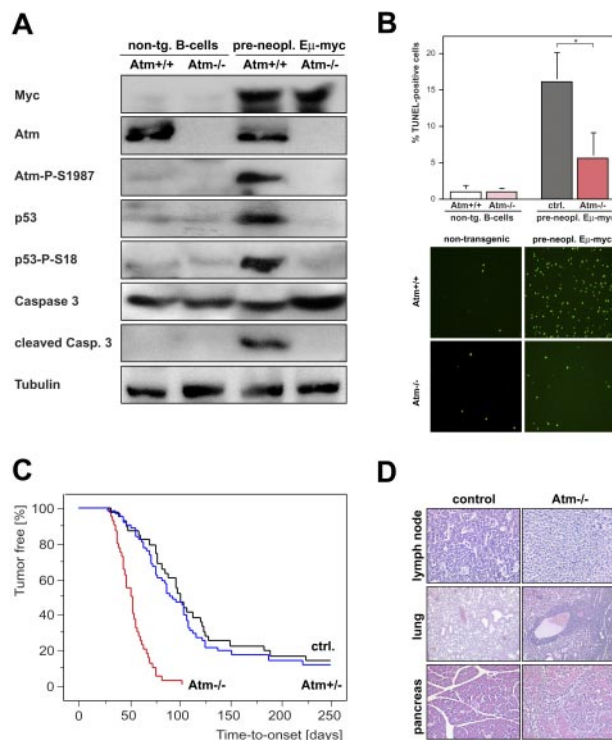 A
non-tg. B-cells pre-neopl. Eµ-myc
Atm+/+ Atm-/- Atm+/+ Atm-/-
Myc
Atm
Atm-P-S1987
p53
p53-P-S18
Caspase 3
cleaved Casp. 3
Tubulin
B
% TUNEL-positive cells
20
15
10
5
0
*
Atm+/+ Atm-/- ctrl. Atm-/-
non-tg. B-cells pre-neopl. Eµ-myc
non-transgenic pre-neopl. Eµ-myc
Atm+/+
Atm-/-
C
Tumor free [%]
100
80
60
40
20
0
ctrl.
Atm-/- Atm+/-
0 50 100 150 200 250
Time-to-onset [days]
D
control Atm-/-
lymph node
lung
pancreas